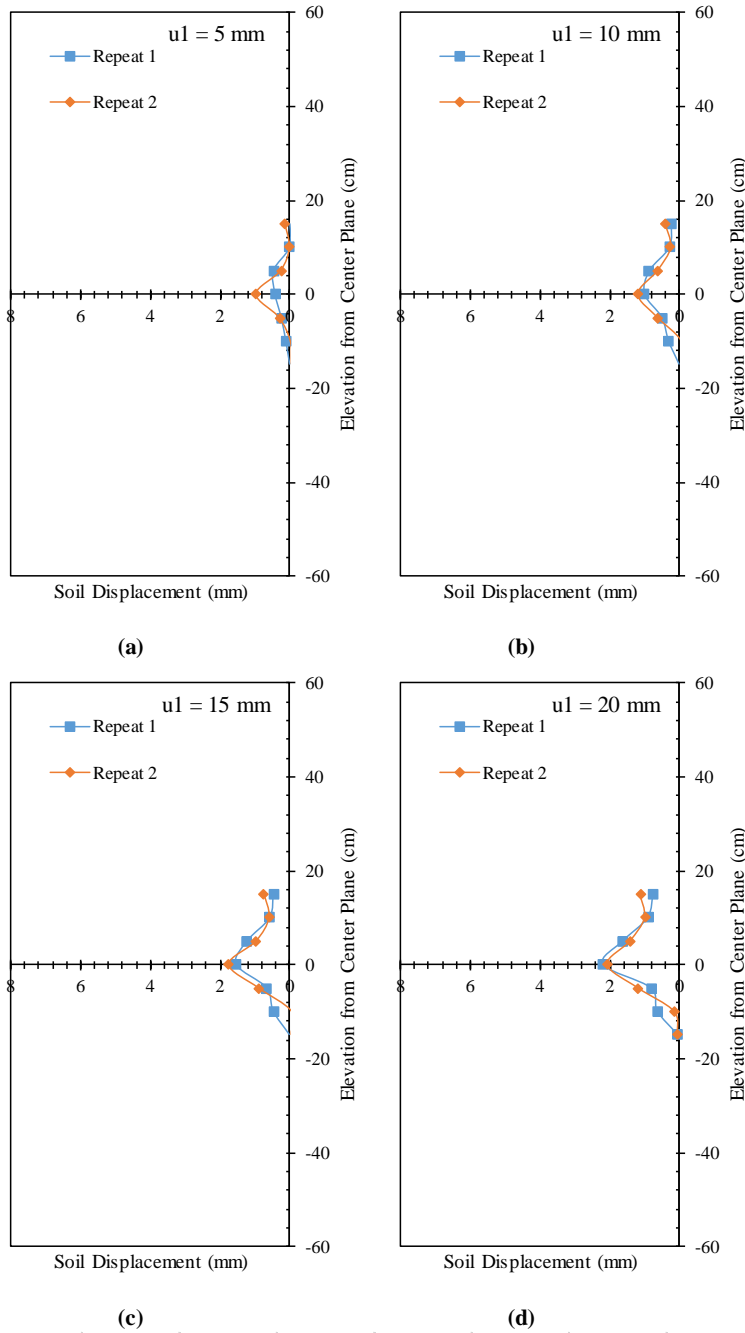 u1 = 5 mm
Repeat 1
Repeat 2
60
40
20
0
-20
-40
-60
8
6
4
2
0
Elevation from Center Plane (cm)
Soil Displacement (mm)
(a)
u1 = 10 mm
Repeat 1
Repeat 2
60
40
20
0
-20
-40
-60
8
6
4
2
0
Elevation from Center Plane (cm)
Soil Displacement (mm)
(b)
u1 = 15 mm
Repeat 1
Repeat 2
60
40
20
0
-20
-40
-60
8
6
4
2
0
Elevation from Center Plane (cm)
Soil Displacement (mm)
(c)
u1 = 20 mm
Repeat 1
Repeat 2
60
40
20
0
-20
-40
-60
8
6
4
2
0
Elevation from Center Plane (cm)
Soil Displacement (mm)
(d)